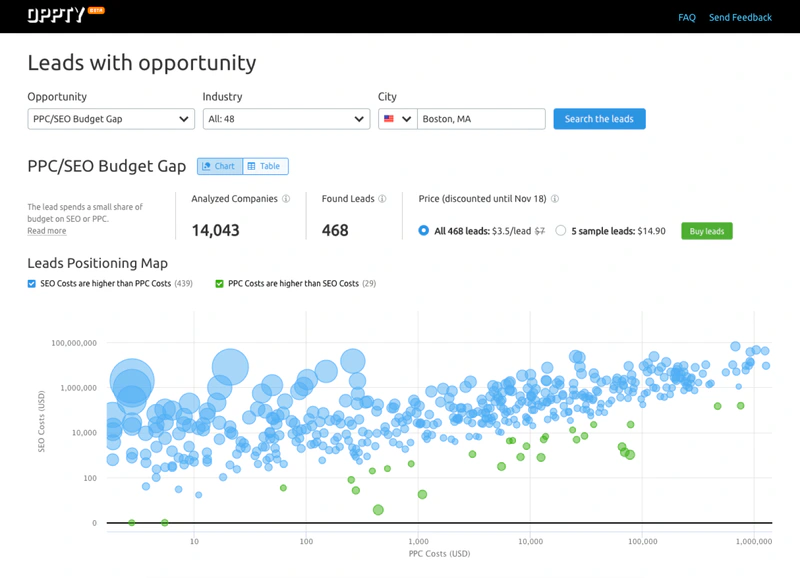 OPPTY BETA
FAQ Send Feedback
Leads with opportunity
Opportunity Industry City
PPC/SEO Budget Gap All: 48 Boston, MA Search the leads
PPC/SEO Budget Gap Chart Table
The lead spends a small share of
budget on SEO or PPC.
Read more
Analyzed Companies
14,043
Found Leads
468
Price (discounted until Nov 18)
All 468 leads: $3.5/lead $7 5 sample leads: $14.90 Buy leads
Leads Positioning Map
SEO Costs are higher than PPC Costs (439) PPC Costs are higher than SEO Costs (29)
SEO Costs (USD)
100,000,000
1,000,000
10,000
100
0
10 100 1,000 10,000 100,000 1,000,000
PPC Costs (USD)